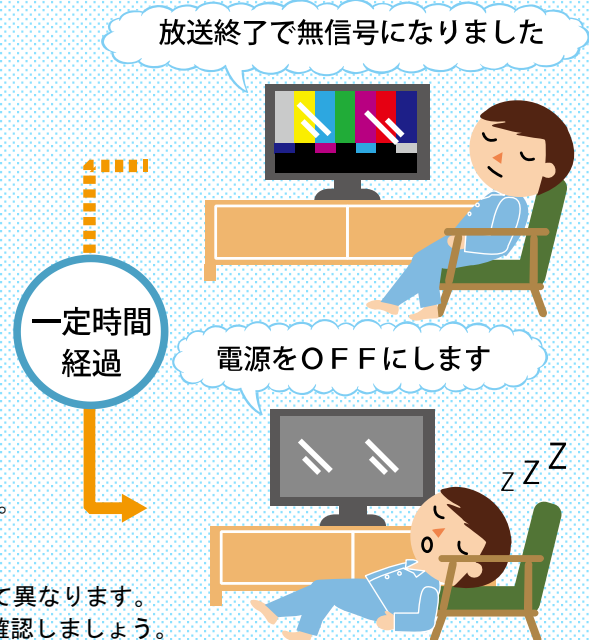 放送終了で無信号になりました
一定時間
経過
電源をＯＦＦにします
Z Z Z
。
て異なります。
確認しましょう。